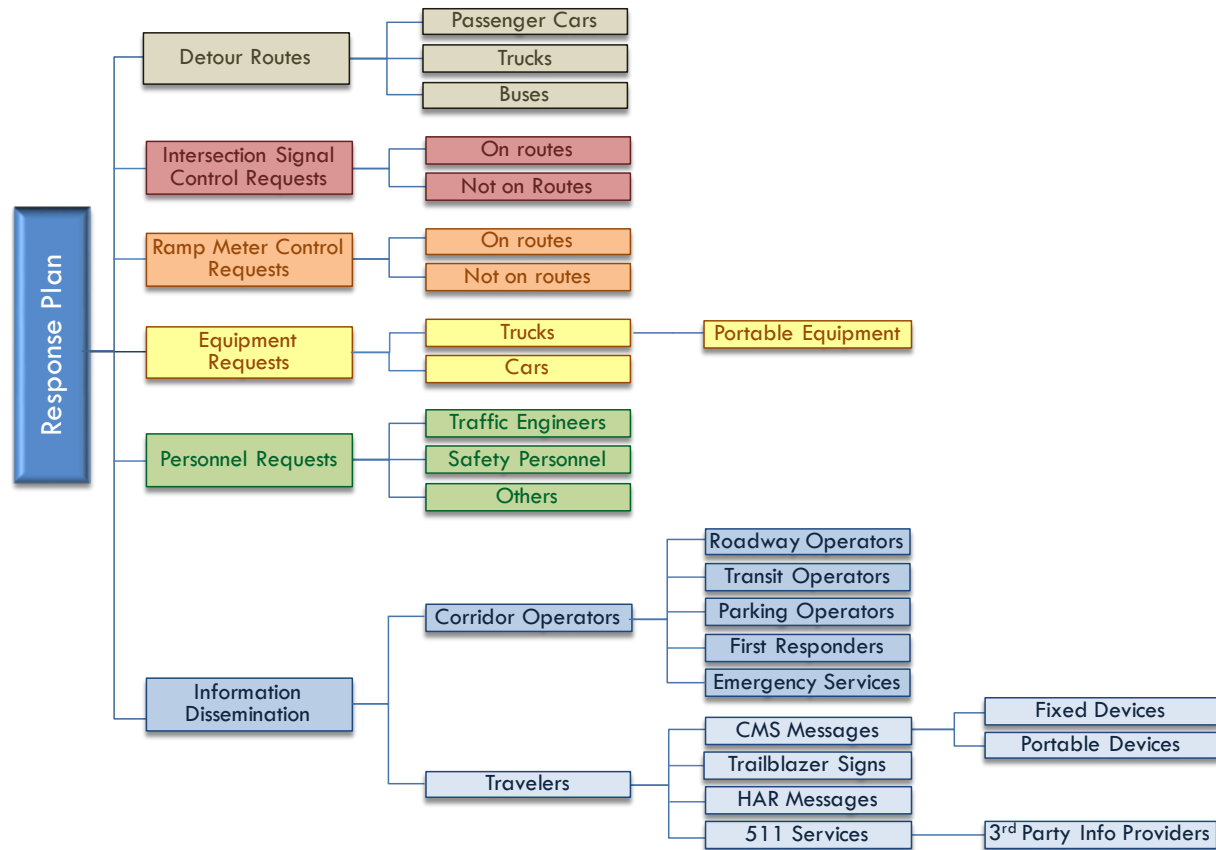 Response Plan
Detour Routes
Passenger Cars
Trucks
Buses
Intersection Signal
Control Requests
On routes
Not on Routes
Ramp Meter Control
Requests
On routes
Not on routes
Equipment
Requests
Trucks
Cars
Portable Equipment
Personnel Requests
Traffic Engineers
Safety Personnel
Others
Information
Dissemination
Corridor Operators
Roadway Operators
Transit Operators
Parking Operators
First Responders
Emergency Services
Travelers
CMS Messages
Fixed Devices
Portable Devices
Trailblazer Signs
HAR Messages
511 Services
3rd Party Info Providers